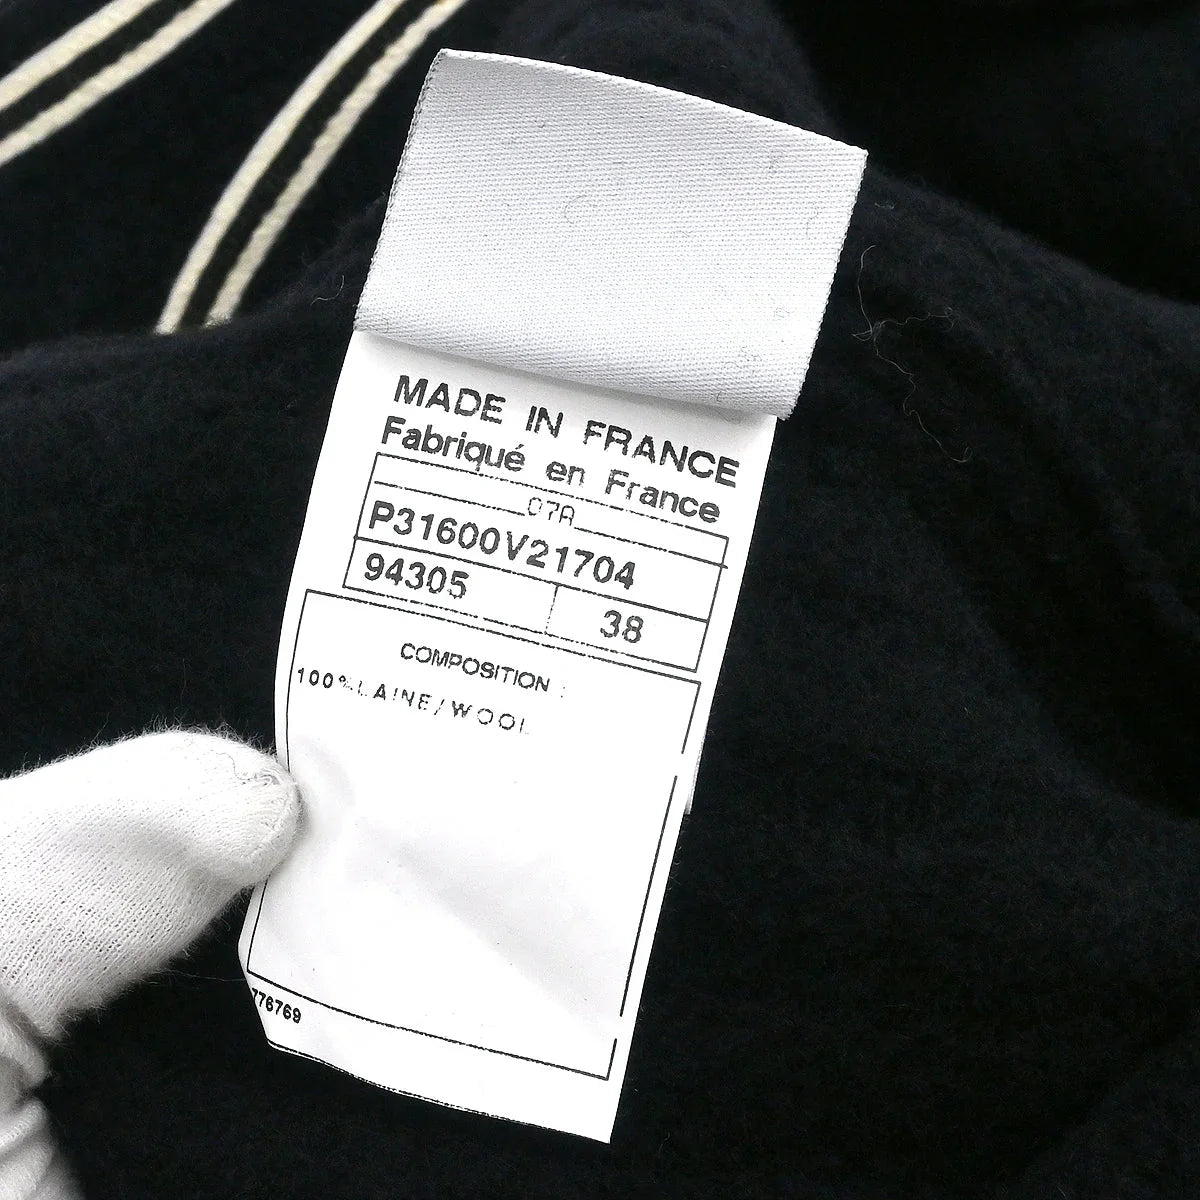 MADE IN FRANCE
Fabriqué en France
07A
P31600V21704
94305 38
COMPOSITION :
100%LAINE/WOOL
776769